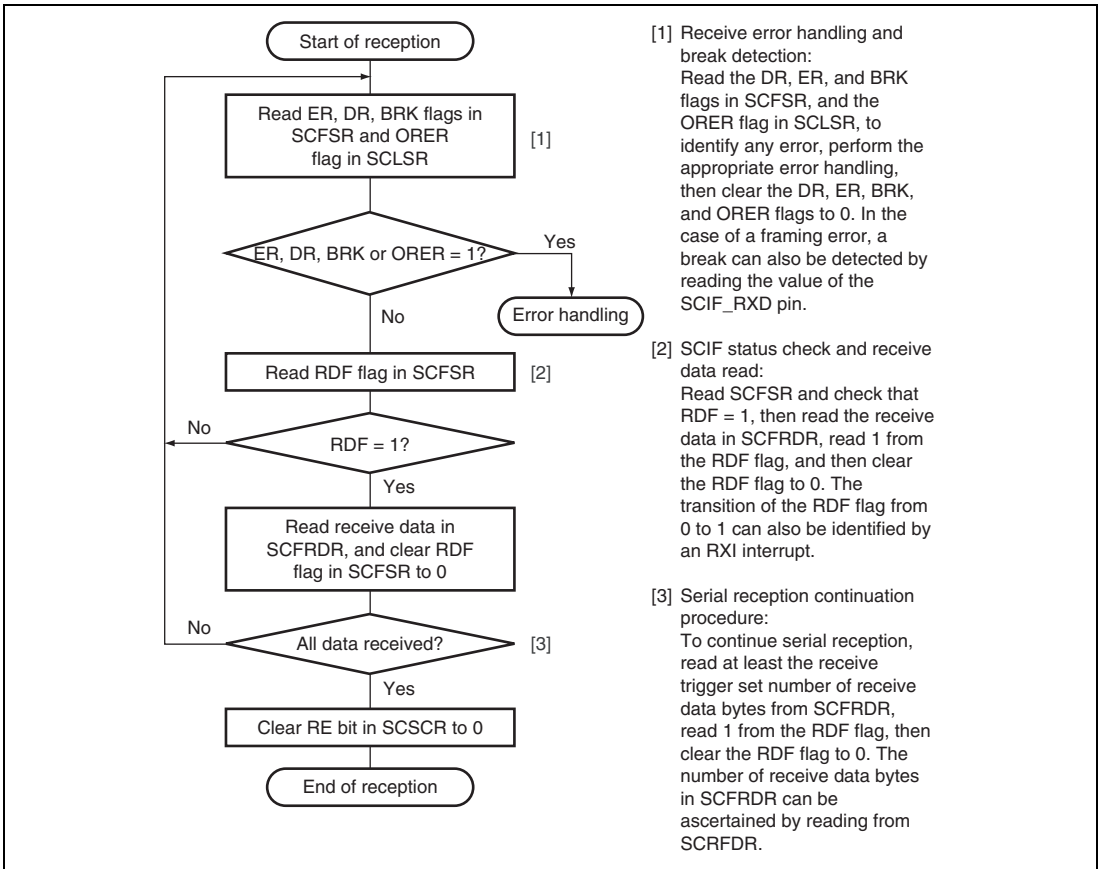 Start of reception
Read ER, DR, BRK flags in
SCFSR and ORER
flag in SCLSR
[1]
ER, DR, BRK or ORER = 1?
Yes
Error handling
No
Read RDF flag in SCFSR
[2]
No
RDF = 1?
Yes
Read receive data in
SCFRDR, and clear RDF
flag in SCFSR to 0
No
All data received?
[3]
Yes
Clear RE bit in SCSCR to 0
End of reception
[1] Receive error handling and
break detection:
Read the DR, ER, and BRK
flags in SCFSR, and the
ORER flag in SCLSR, to
identify any error, perform the
appropriate error handling,
then clear the DR, ER, BRK,
and ORER flags to 0. In the
case of a framing error, a
break can also be detected by
reading the value of the
SCIF_RXD pin.
[2] SCIF status check and receive
data read:
Read SCFSR and check that
RDF = 1, then read the receive
data in SCFRDR, read 1 from
the RDF flag, and then clear
the RDF flag to 0. The
transition of the RDF flag from
0 to 1 can also be identified by
an RXI interrupt.
[3] Serial reception continuation
procedure:
To continue serial reception,
read at least the receive
trigger set number of receive
data bytes from SCFRDR,
read 1 from the RDF flag, then
clear the RDF flag to 0. The
number of receive data bytes
in SCFRDR can be
ascertained by reading from
SCRFDR.